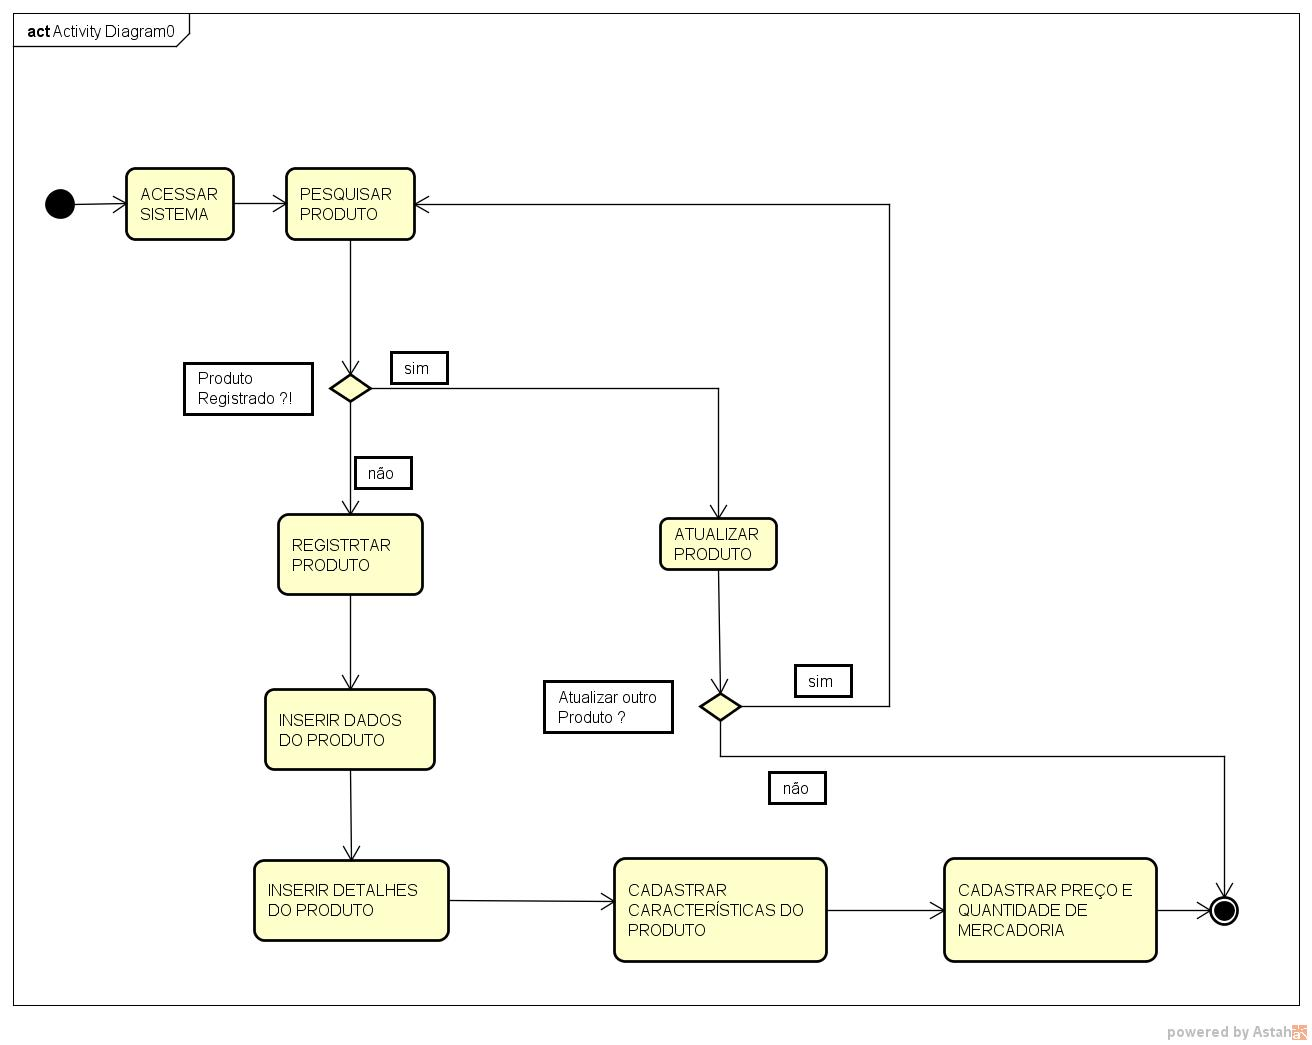 act Activity Diagram0
ACESSAR
SISTEMA
PESQUISAR
PRODUTO
Produto
Registrado ?!
sim
não
REGISTRTAR
PRODUTO
ATUALIZAR
PRODUTO
Atualizar outro
Produto ?
sim
não
INSERIR DADOS
DO PRODUTO
INSERIR DETALHES
DO PRODUTO
CADASTRAR
CARACTERÍSTICAS DO
PRODUTO
CADASTRAR PREÇO E
QUANTIDADE DE
MERCADORIA
powered by Astah